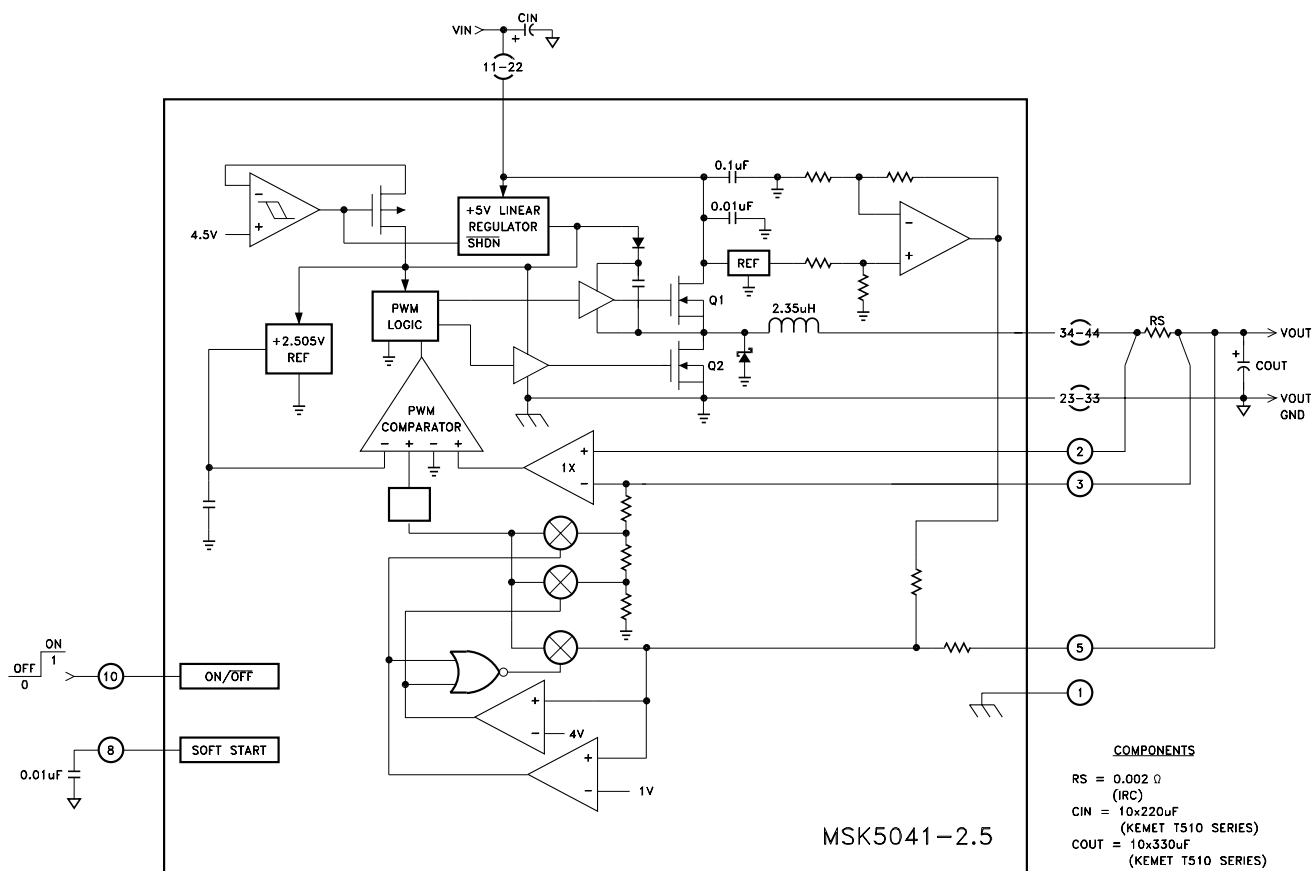 CIN
VIN
+
11-22
0.1uF
0.01uF
+5V LINEAR
REGULATOR
SHDN
4.5V
-
+
-
+
REF
Q1
2.35uH
PWM
LOGIC
+2.505V
REF
Q2
34-44
RS
VOUT
+
COUT
23-33
VOUT
GND
PWM
COMPARATOR
- + - +
1X
+
-
2
3
ON
OFF
1
0
10
ON/OFF
5
1
+
-
4V
8
SOFT START
0.01uF
+
-
1V
COMPONENTS
RS = 0.002 Ω
(IRC)
CIN = 10x220uF
(KEMET T510 SERIES)
COUT = 10x330uF
(KEMET T510 SERIES)
MSK5041-2.5